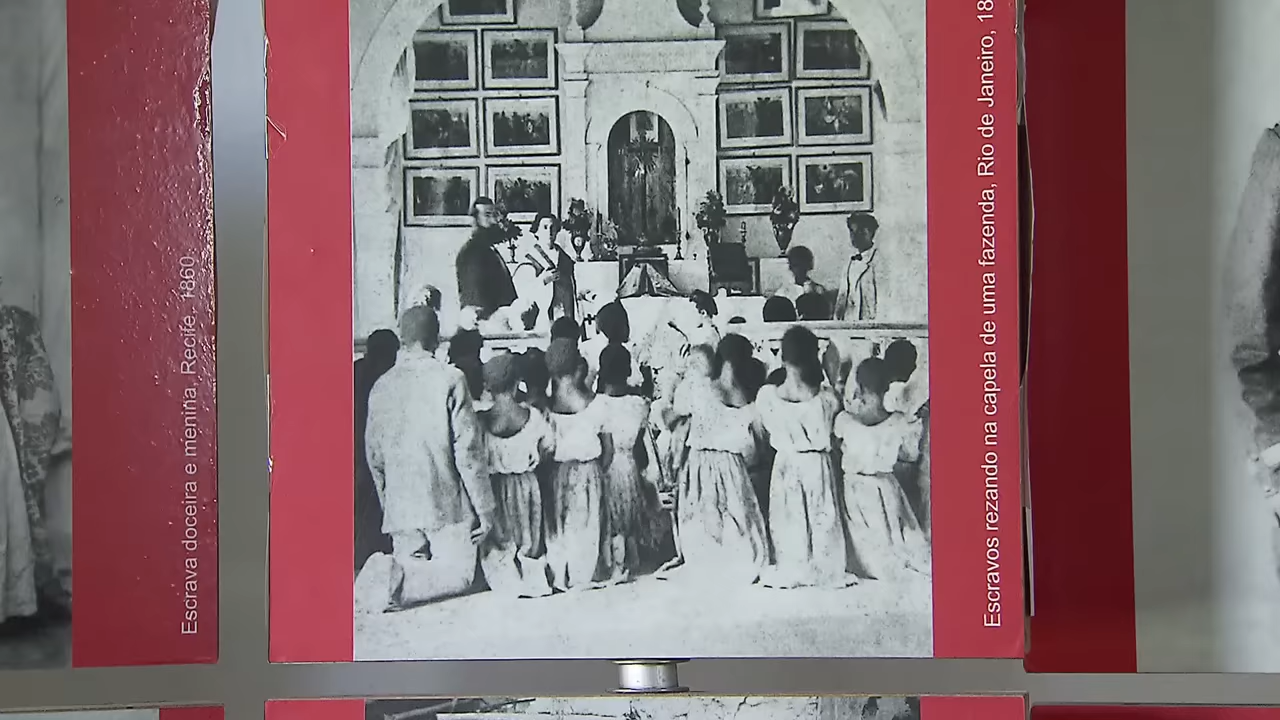 Escrava doceira e menina, Recife, 1860
Escravos rezando na capela de uma fazenda, Rio de Janeiro, 18